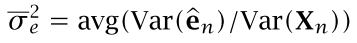 σ̅²ₑ = avg(Var(ê̂ₙ)/Var(Xₙ))